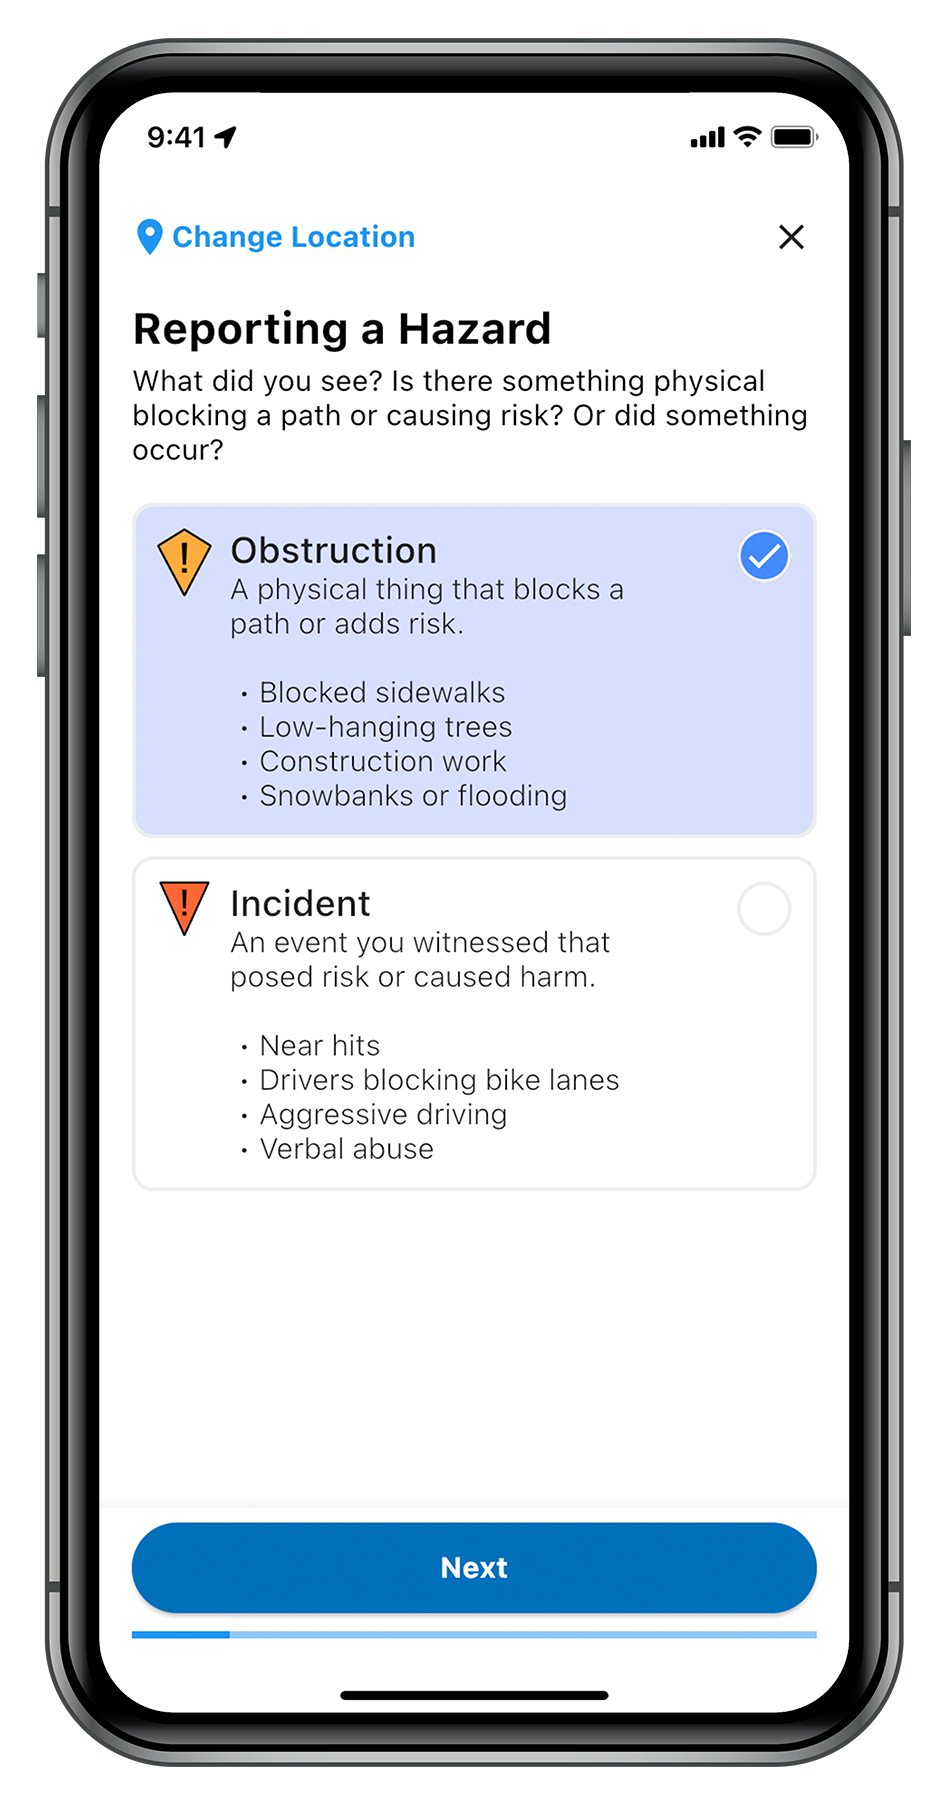 9:41
Change Location
Reporting a Hazard
What did you see? Is there something physical
blocking a path or causing risk? Or did something
occur?
!
Obstruction
A physical thing that blocks a
path or adds risk.
• Blocked sidewalks
• Low-hanging trees
• Construction work
• Snowbanks or flooding
!
Incident
An event you witnessed that
posed risk or caused harm.
• Near hits
• Drivers blocking bike lanes
• Aggressive driving
• Verbal abuse
Next